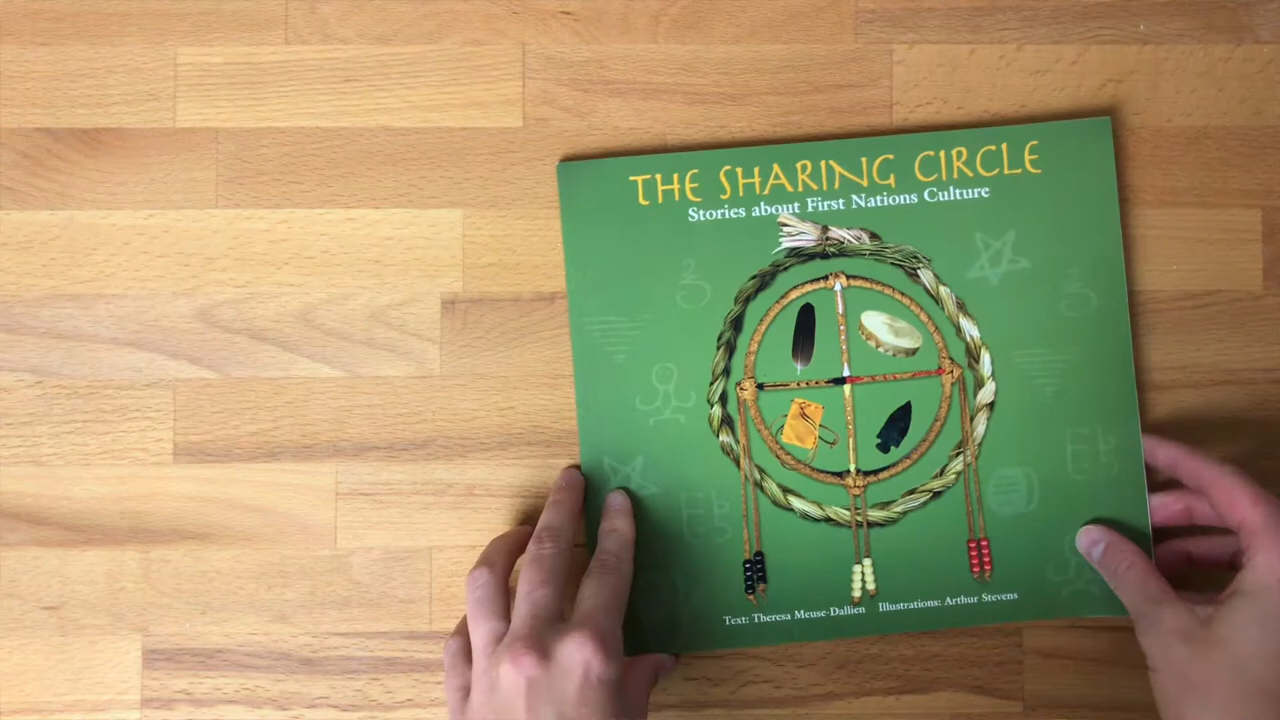 THE SHARING CIRCLE
Stories about First Nations Culture
Text: Theresa Meuse-Dallien Illustrations: Arthur Stevens